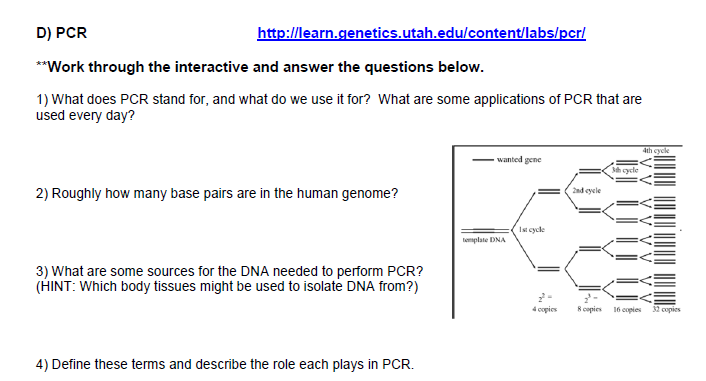 D) PCR http://learn.genetics.utah.edu/content/labs/pcr/
**Work through the interactive and answer the questions below.
1) What does PCR stand for, and what do we use it for? What are some applications of PCR that are
used every day?
4th cycle
wanted gene
3th cycle
2nd cycle
2) Roughly how many base pairs are in the human genome?
1st cycle
template DNA
3) What are some sources for the DNA needed to perform PCR?
(HINT: Which body tissues might be used to isolate DNA from?)
2² = 2³ =
4 copies 8 copies 16 copies 32 copies
4) Define these terms and describe the role each plays in PCR.